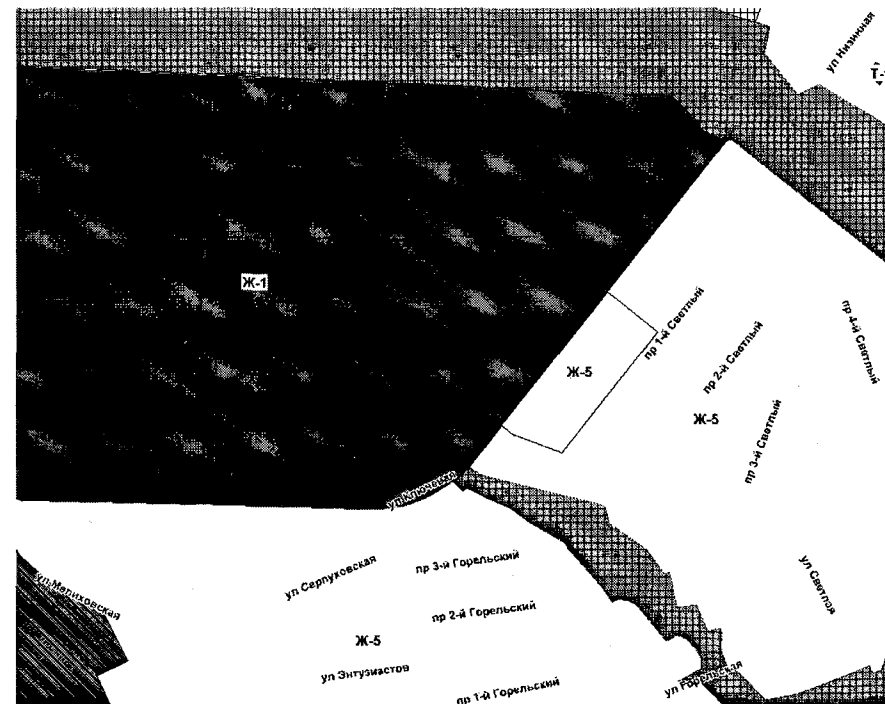 ул Низинная
Т-
Ж-1
пр 1-й Светлый
пр 4-й Светлый
пр 2-й Светлый
Ж-5
Ж-5
пр 3-й Светлый
ул Ключевая
ул Серпуховская
пр 3-й Горельский
ул Светлая
ул Мелиховская
пр 2-й Горельский
Ж-5
ул Энтузиастов
ул Горельская
пр 1-й Горельский